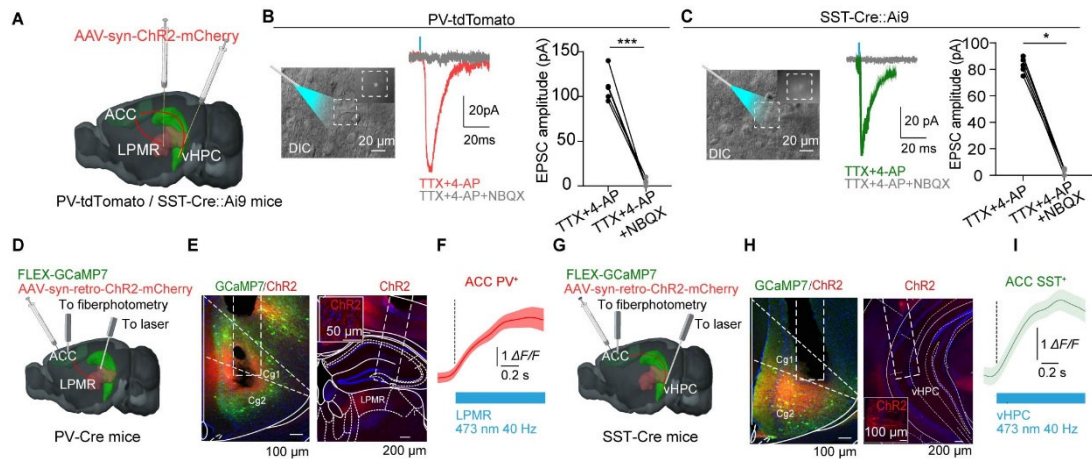 A
AAV-syn-ChR2-mCherry
ACC
LPMR
vHPC
PV-tdTomato / SST-Cre::Ai9 mice
PV-tdTomato
B
DIC
20 µm
20pA
20ms
TTX+4-AP
TTX+4-AP+NBQX
EPSC amplitude (pA)
150
100
50
0
***
TTX+4-AP
TTX+4-AP
+NBQX
SST-Cre::Ai9
C
DIC
20 µm
20 pA
20 ms
TTX+4-AP
TTX+4-AP+NBQX
EPSC amplitude (pA)
100
80
60
40
20
0
*
TTX+4-AP
TTX+4-AP
+NBQX
D
FLEX-GCaMP7
AAV-syn-retro-ChR2-mCherry
To fiberphotometry
To laser
ACC
LPMR
PV-Cre mice
E
GCaMP7/ChR2
Cg1
Cg2
100 µm
ChR2
ChR2
50 µm
LPMR
200 µm
F
ACC PV⁺
1 ΔF/F
0.2 s
LPMR
473 nm 40 Hz
G
FLEX-GCaMP7
AAV-syn-retro-ChR2-mCherry
To fiberphotometry
To laser
ACC
vHPC
SST-Cre mice
H
GCaMP7/ChR2
Cg1
Cg2
100 µm
ChR2
vHPC
ChR2
100 µm
200 µm
I
ACC SST⁺
1 ΔF/F
0.2 s
vHPC
473 nm 40 Hz